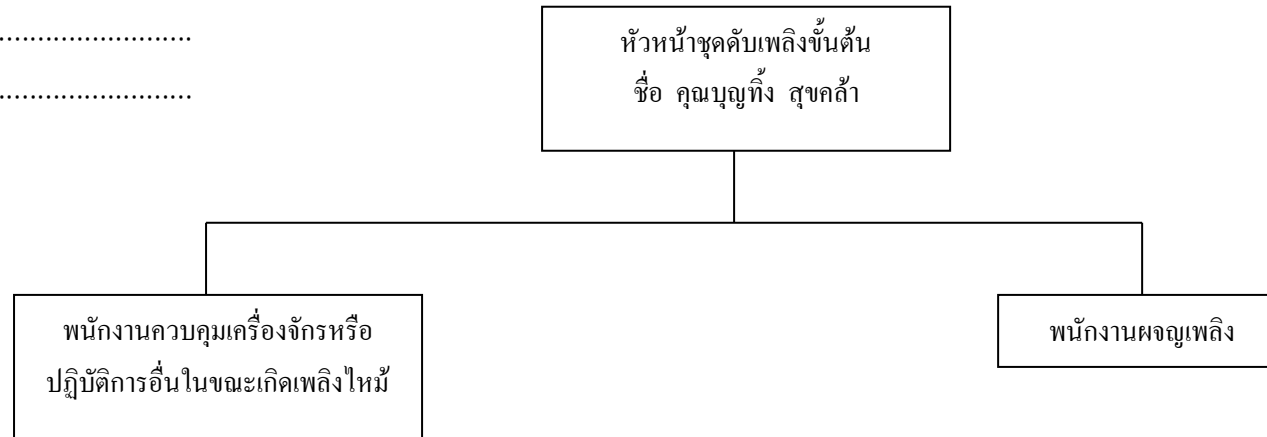 ..........................
..........................
หัวหน้าชุดดับเพลิงขั้นต้น
ชื่อ คุณบุญทิ้ง สุขคล้า
พนักงานควบคุมเครื่องจักรหรือ
ปฏิบัติการอื่นในขณะเกิดเพลิงไหม้
พนักงานผจญเพลิง